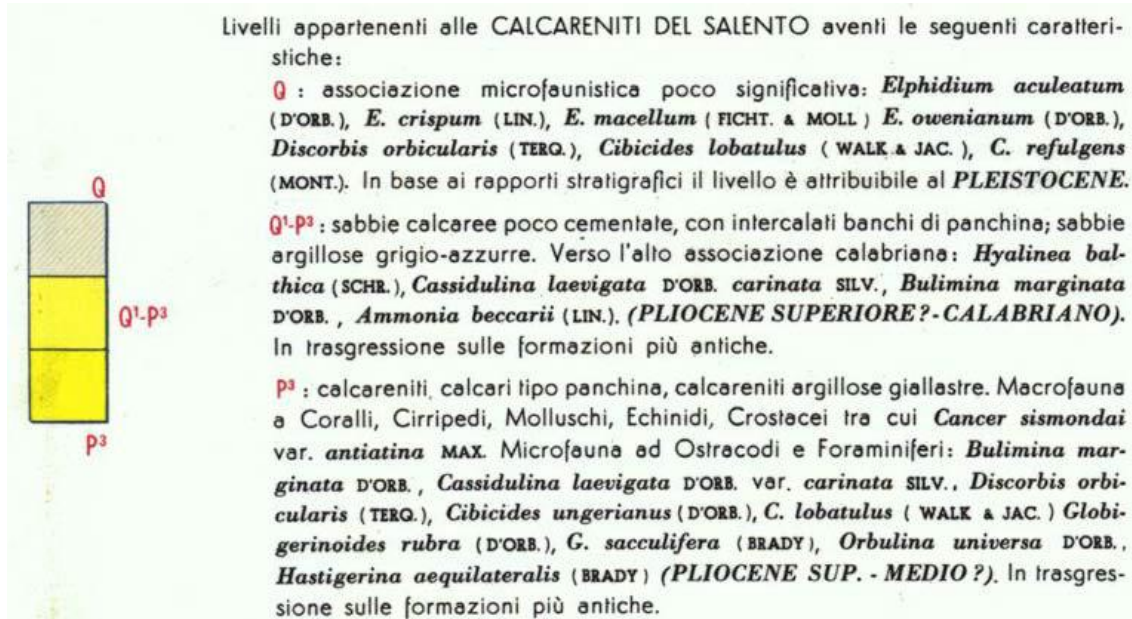 Livelli appartenenti alle CALCARENITI DEL SALENTO aventi le seguenti caratteri-
stiche:
Q : associazione microfaunistica poco significativa: Elphidium aculeatum
(D'ORB.), E. crispum (LIN.), E. macellum ( FICHT. & MOLL ) E. owenianum (D'ORB.),
Discorbis orbicularis (TERQ.), Cibicides lobatulus ( WALK & JAC. ), C. refulgens
(MONT.). In base ai rapporti stratigrafici il livello è attribuibile al PLEISTOCENE.
Q¹-P³ : sabbie calcaree poco cementate, con intercalati banchi di panchina; sabbie
argillose grigio-azzurre. Verso l'alto associazione calabriana: Hyalinea bal-
thica (SCHR.), Cassidulina laevigata D'ORB. carinata SILV., Bulimina marginata
D'ORB. , Ammonia beccarii (LIN.). (PLIOCENE SUPERIORE?-CALABRIANO).
In trasgressione sulle formazioni più antiche.
P³ : calcareniti, calcari tipo panchina, calcareniti argillose giallastre. Macrofauna
a Coralli, Cirripedi, Molluschi, Echinidi, Crostacei tra cui Cancer sismondai
var. antiatina MAX. Microfauna ad Ostracodi e Foraminiferi: Bulimina mar-
ginata D'ORB. , Cassidulina laevigata D'ORB. var. carinata SILV., Discorbis orbi-
cularis (TERQ.), Cibicides ungerianus (D'ORB.), C. lobatulus ( WALK & JAC. ) Globi-
gerinoides rubra (D'ORB.), G. sacculifera (BRADY), Orbulina universa D'ORB.,
Hastigerina aequilateralis (BRADY) (PLIOCENE SUP. - MEDIO ?). In trasgres-
sione sulle formazioni più antiche.
Q
Q¹-P³
P³